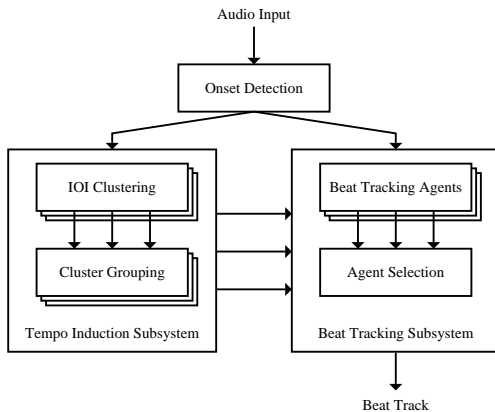 Audio Input
Onset Detection
IOI Clustering
Cluster Grouping
Tempo Induction Subsystem
Beat Tracking Agents
Agent Selection
Beat Tracking Subsystem
Beat Track